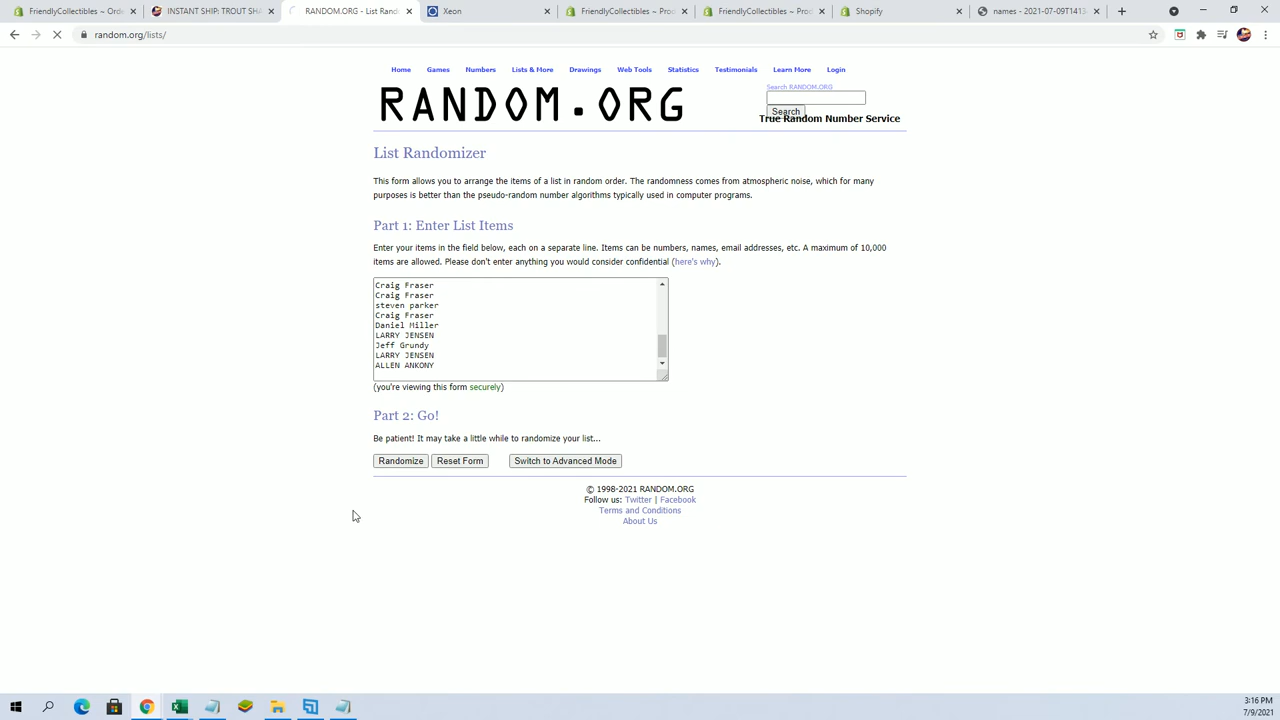 FriendlyCollectibles ~ Orde
INSTANT SHIP: TROUT SHA
RANDOM.ORG - List Randomizer
Xeon
FriendlyCollectibles ~ Prod
FriendlyCollectibles ~ Prod
Shopify
names - 2021-07-09T1413
random.org/lists/
Home Games Numbers Lists & More Drawings Web Tools Statistics Testimonials Learn More Login
RANDOM.ORG
Search RANDOM.ORG
Search
True Random Number Service
List Randomizer
This form allows you to arrange the items of a list in random order. The randomness comes from atmospheric noise, which for many
purposes is better than the pseudo-random number algorithms typically used in computer programs.
Part 1: Enter List Items
Enter your items in the field below, each on a separate line. Items can be numbers, names, email addresses, etc. A maximum of 10,000
items are allowed. Please don't enter anything you would consider confidential (here's why).
Craig Fraser
Craig Fraser
steven parker
Craig Fraser
Daniel Miller
LARRY JENSEN
Jeff Grundy
LARRY JENSEN
ALLEN ANKONY
(you're viewing this form securely)
Part 2: Go!
Be patient! It may take a little while to randomize your list...
Randomize Reset Form Switch to Advanced Mode
© 1998-2021 RANDOM.ORG
Follow us: Twitter | Facebook
Terms and Conditions
About Us
3:16 PM
7/9/2021